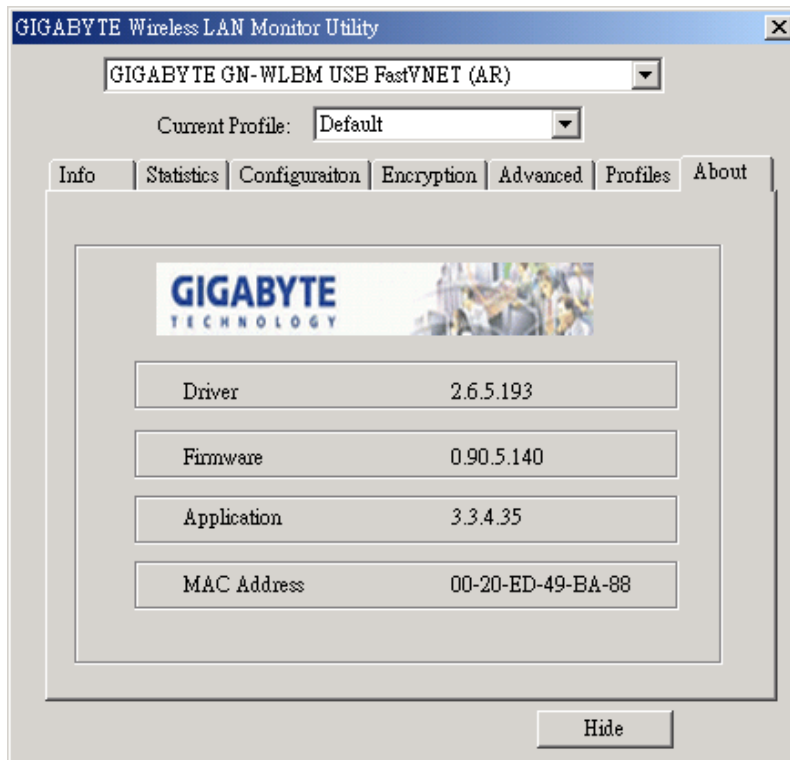 GIGABYTE Wireless LAN Monitor Utility
GIGABYTE GN-WLBM USB FastVNET (AR)
Current Profile: Default
Info Statistics Configuraiton Encryption Advanced Profiles About
GIGABYTE
TECHNOLOGY
Driver 2.6.5.193
Firmware 0.90.5.140
Application 3.3.4.35
MAC Address 00-20-ED-49-BA-88
Hide